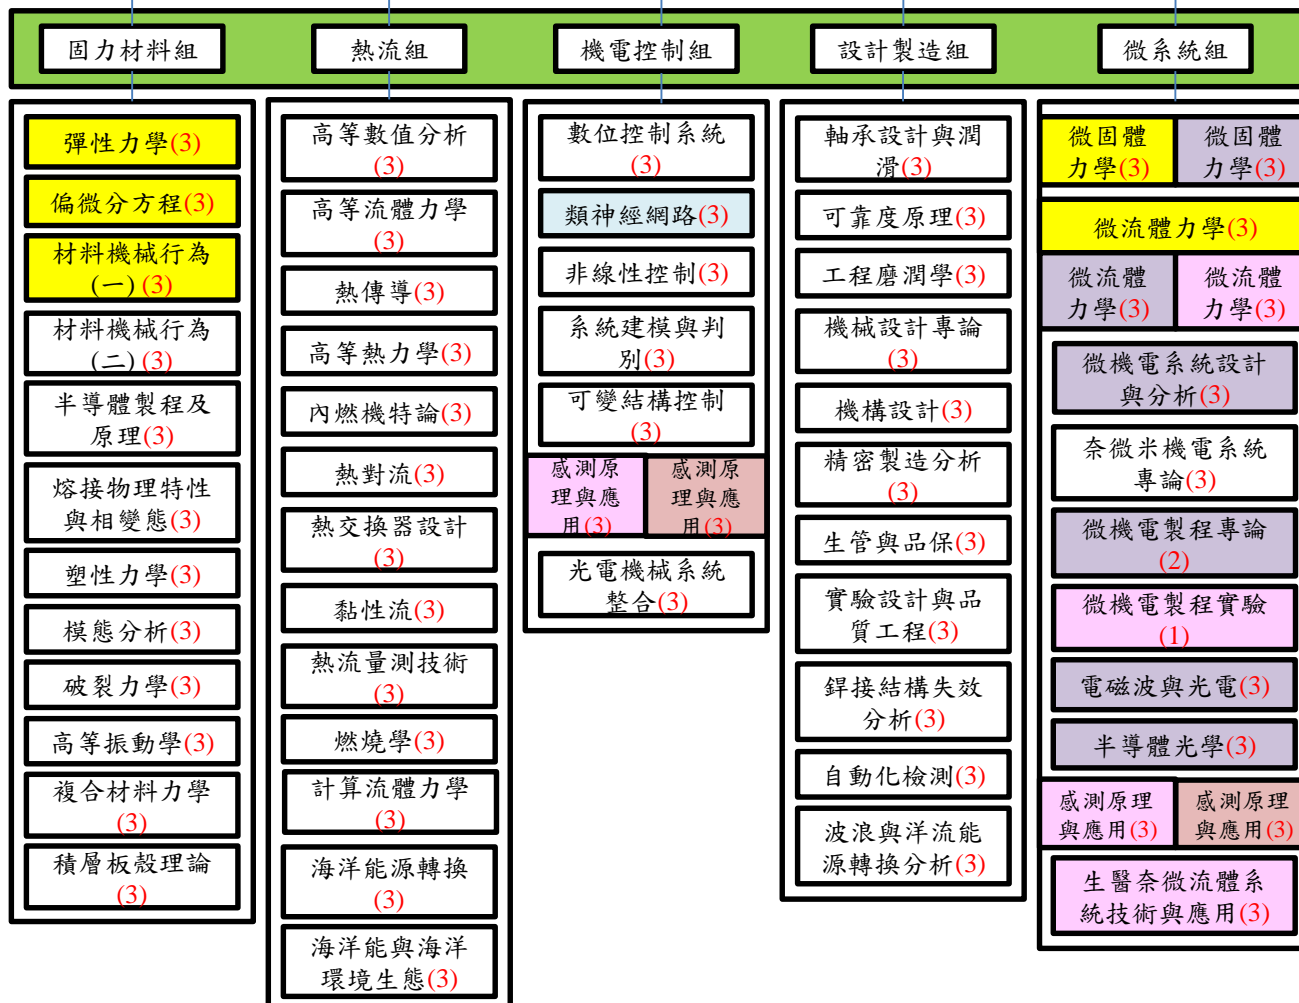 固力材料組
熱流組
機電控制組
設計製造組
微系統組
彈性力學(3)
偏微分方程(3)
材料機械行為
(一)(3)
材料機械行為
(二)(3)
半導體製程及
原理(3)
熔接物理特性
與相變態(3)
塑性力學(3)
模態分析(3)
破裂力學(3)
高等振動學(3)
複合材料力學
(3)
積層板殼理論
(3)
高等數值分析
(3)
高等流體力學
(3)
熱傳導(3)
高等熱力學(3)
內燃機特論(3)
熱對流(3)
熱交換器設計
(3)
黏性流(3)
熱流量測技術
(3)
燃燒學(3)
計算流體力學
(3)
海洋能源轉換
(3)
海洋能與海洋
環境生態(3)
數位控制系統
(3)
類神經網路(3)
非線性控制(3)
系統建模與判
別(3)
可變結構控制
(3)
感測原
理與應
用(3)
感測原
理與應
用(3)
光電機械系統
整合(3)
軸承設計與潤
滑(3)
可靠度原理(3)
工程磨潤學(3)
機械設計專論
(3)
機構設計(3)
精密製造分析
(3)
生管與品保(3)
實驗設計與品
質工程(3)
銲接結構失效
分析(3)
自動化檢測(3)
波浪與洋流能
源轉換分析(3)
微固體
力學(3)
微固體
力學(3)
微流體力學(3)
微流體
力學(3)
微流體
力學(3)
微機電系統設計
與分析(3)
奈微米機電系統
專論(3)
微機電製程專論
(2)
微機電製程實驗
(1)
電磁波與光電(3)
半導體光學(3)
感測原理
與應用(3)
感測原理
與應用(3)
生醫奈微流體系
統技術與應用(3)